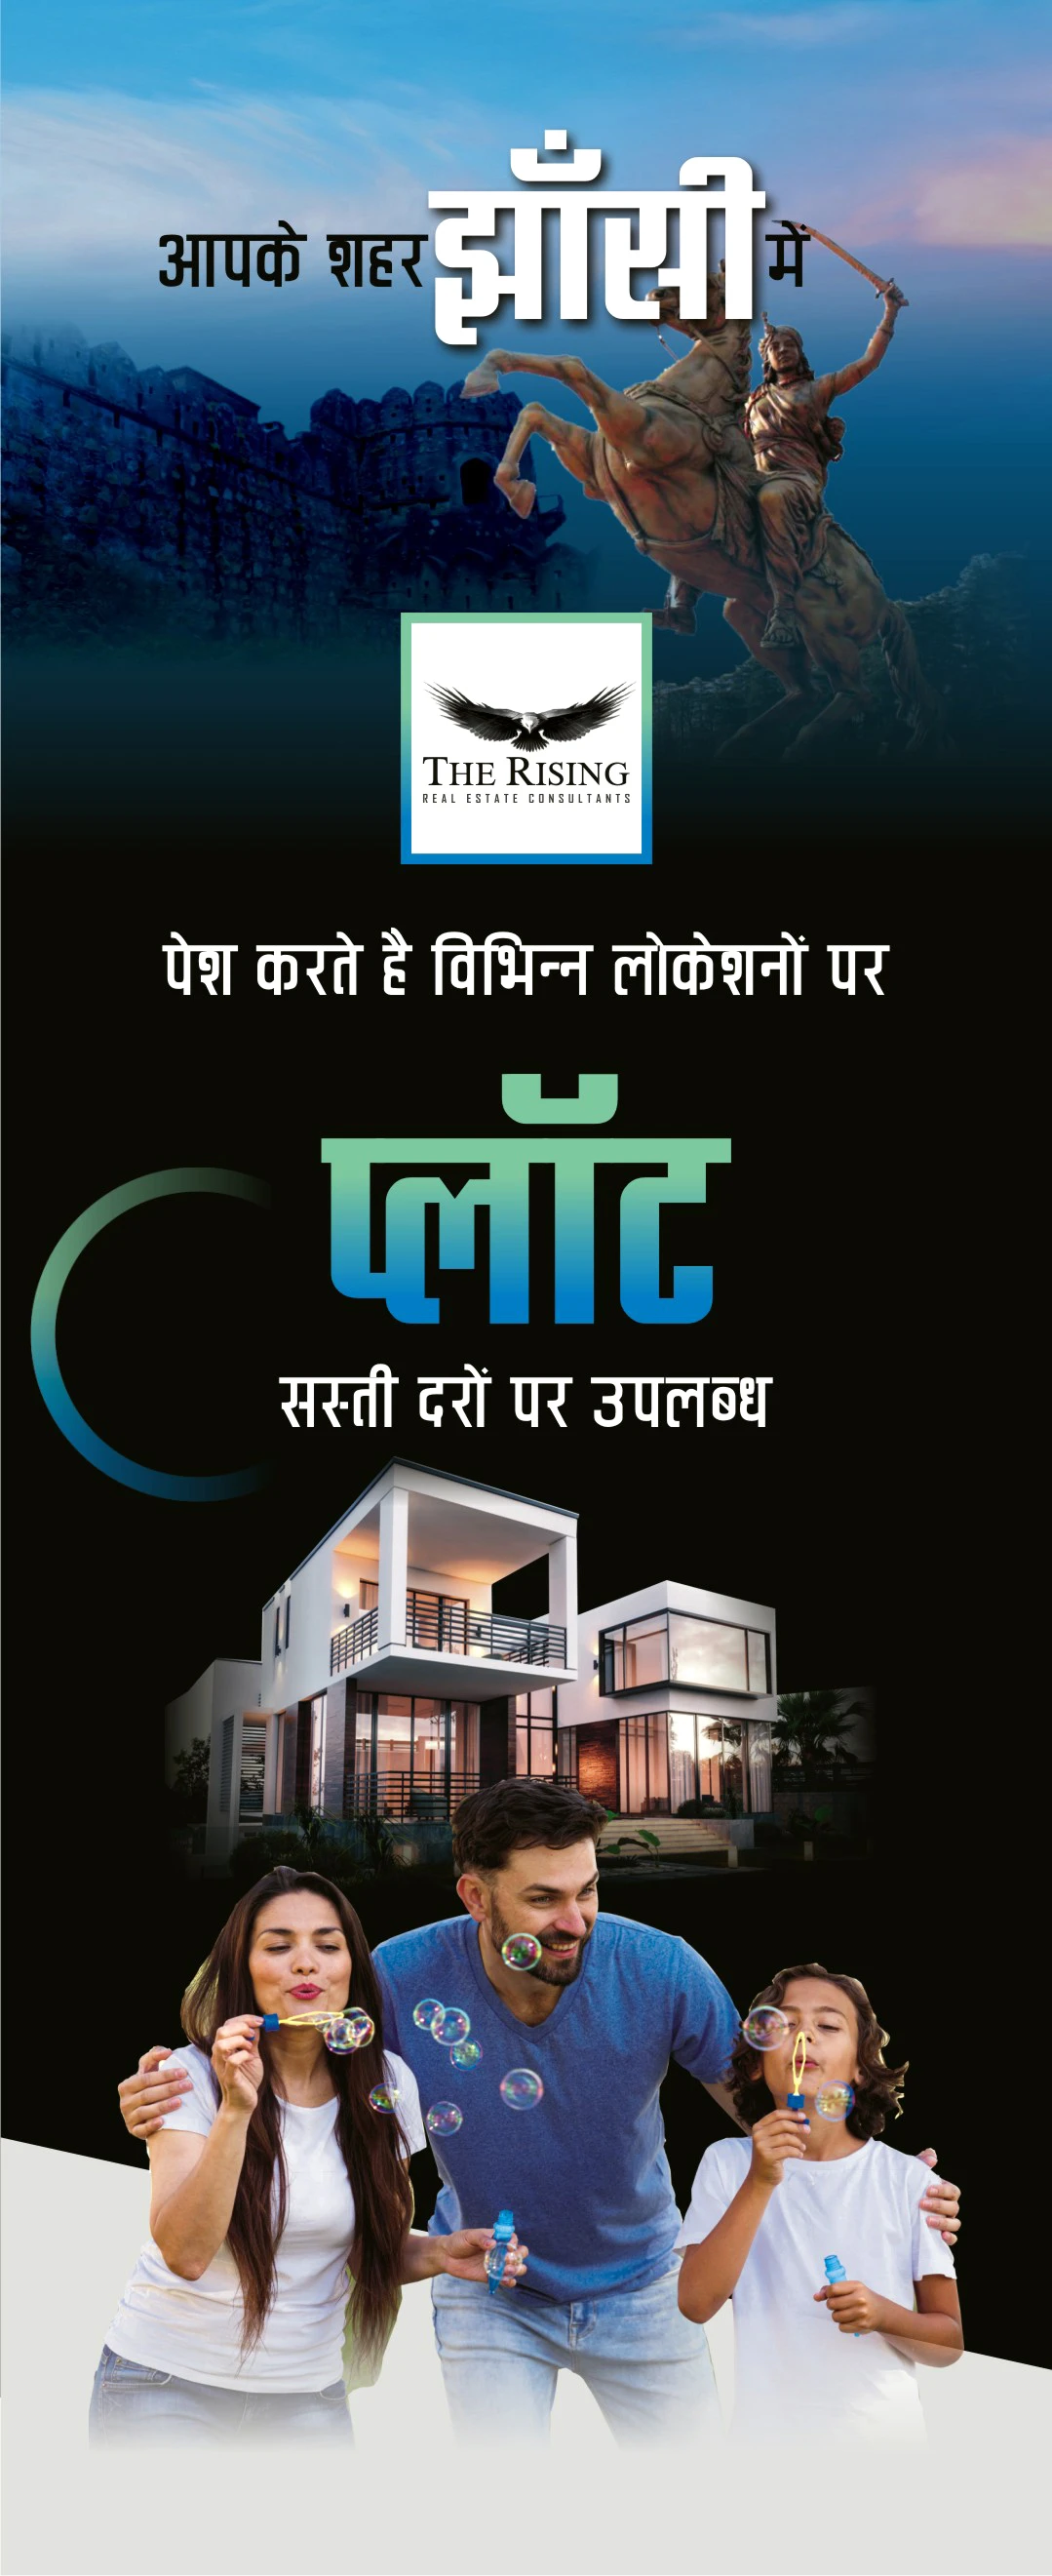 आपके शहर झाँसी में
THE RISING
REAL ESTATE CONSULTANTS
पेश करते है विभिन्न लोकेशनों पर
प्लॉट
सस्ती दरों पर उपलब्ध